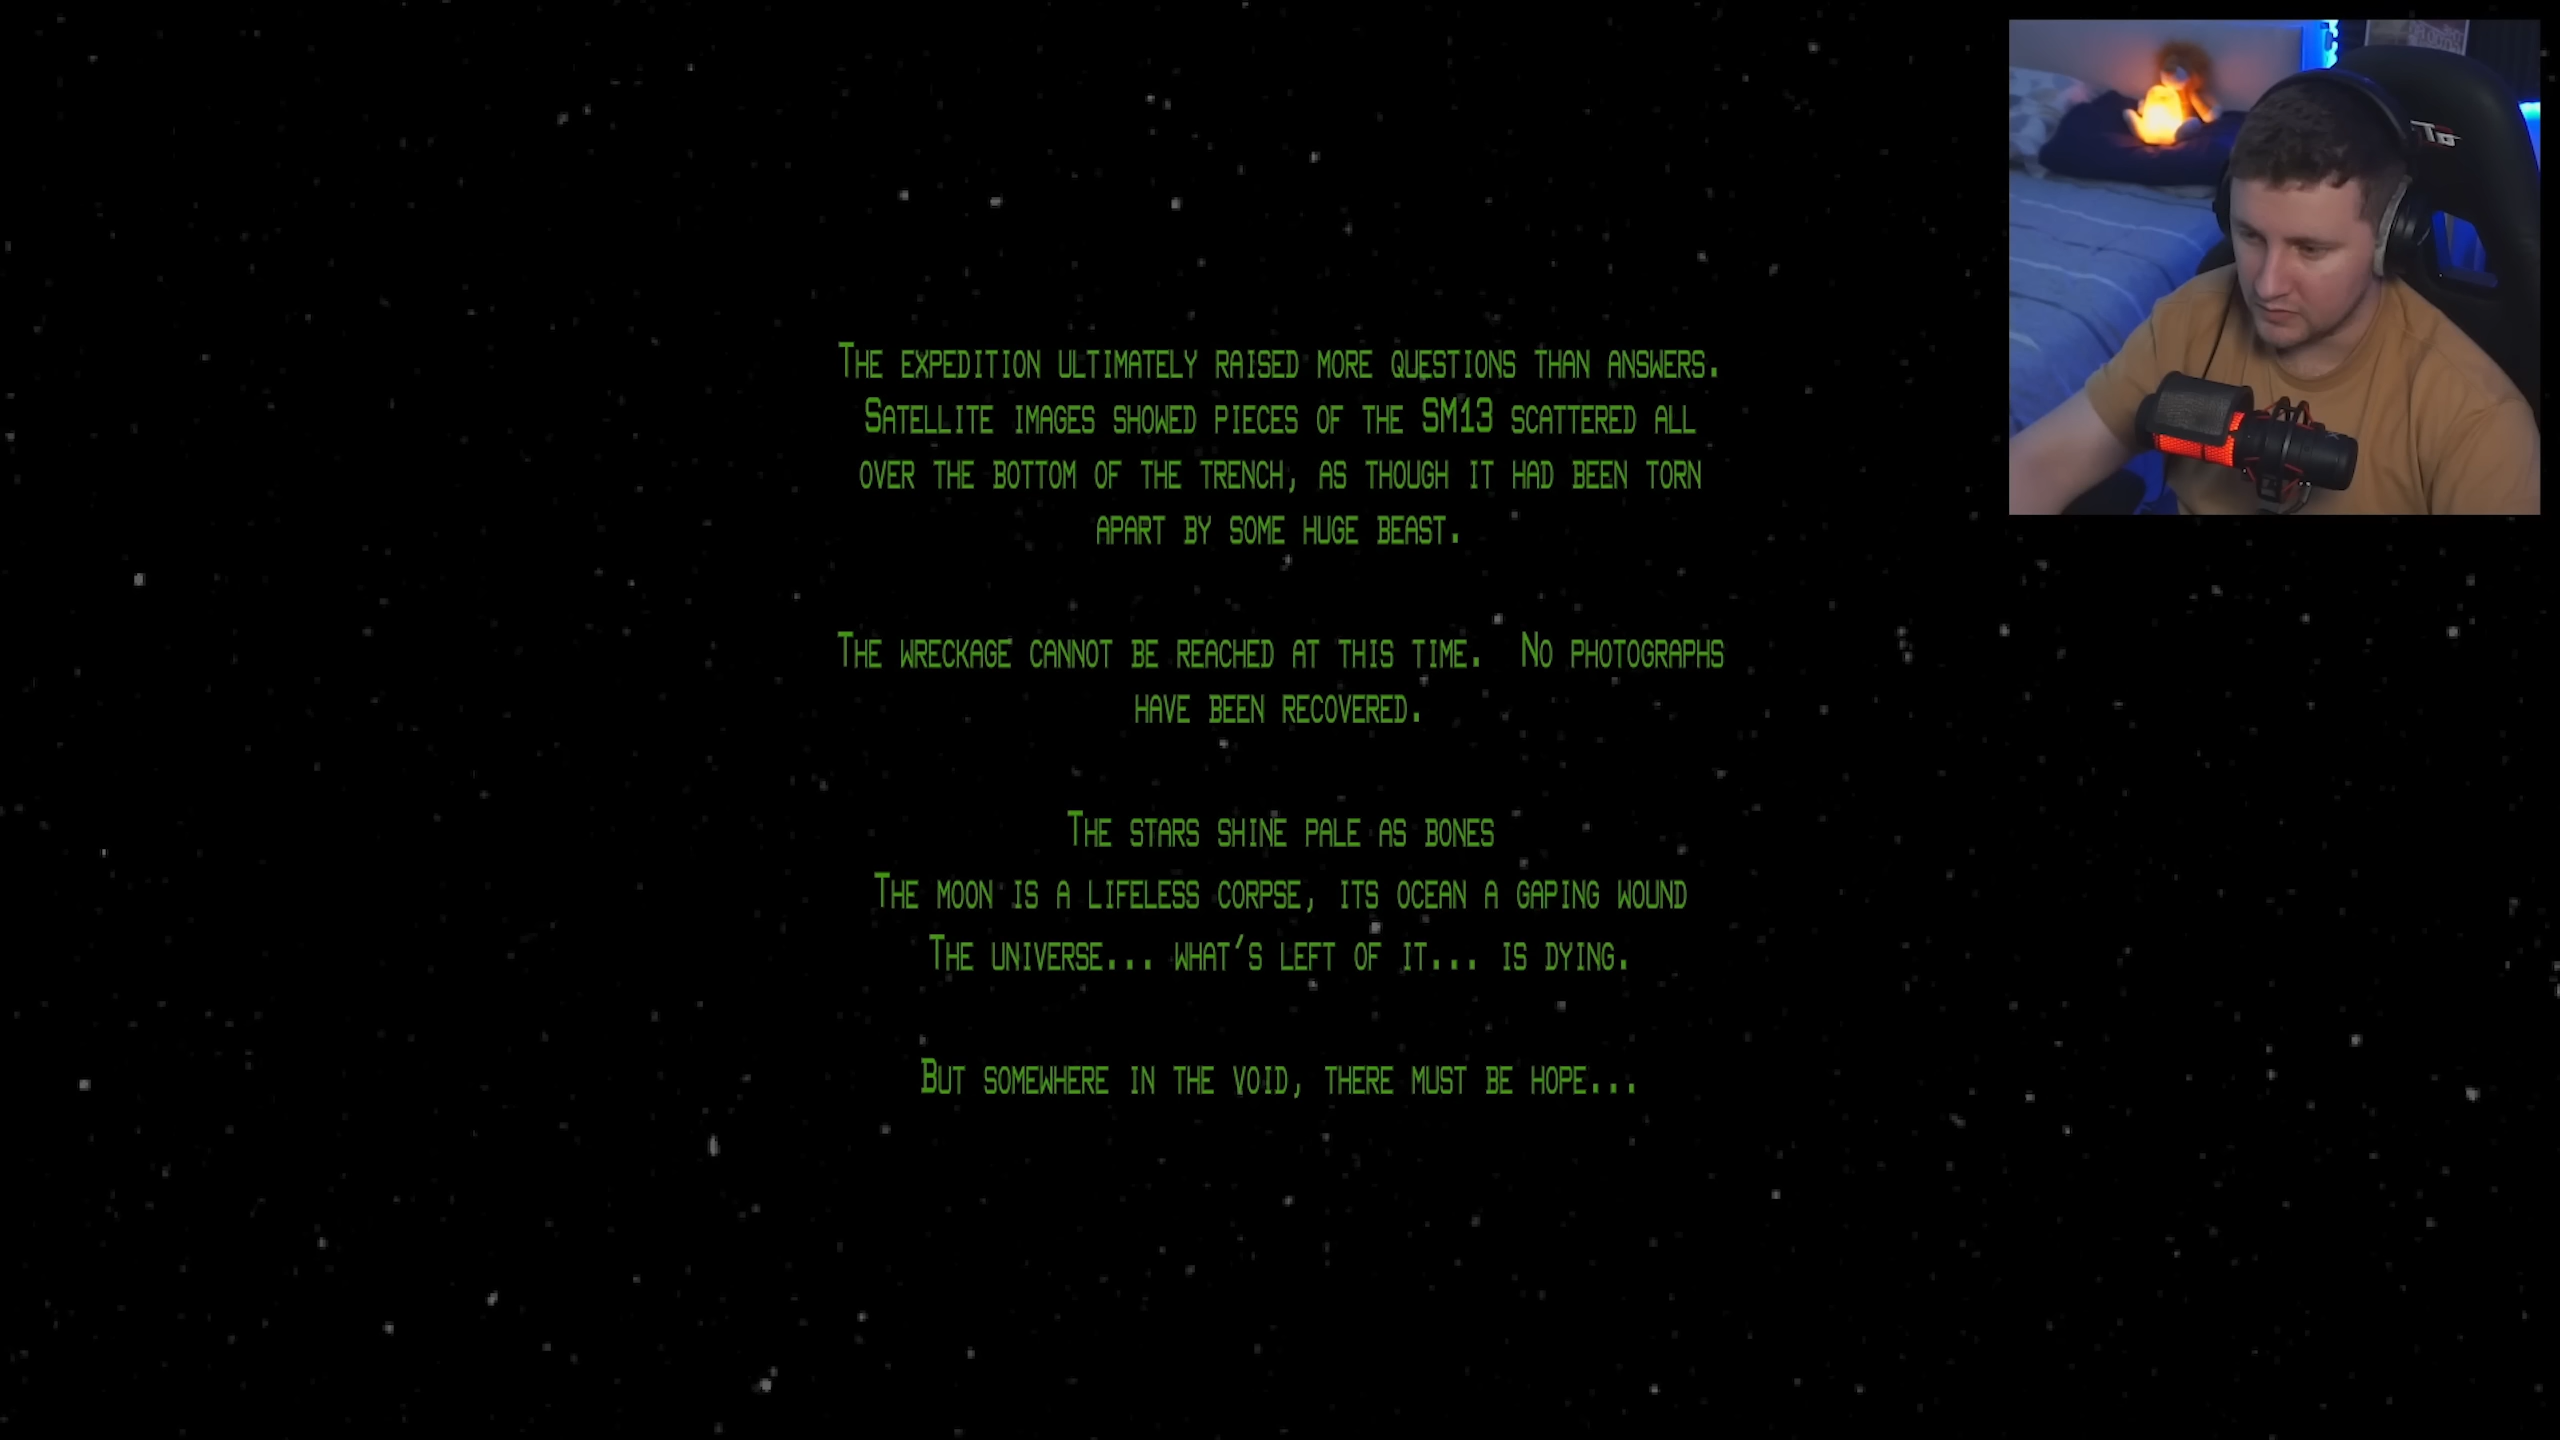 The expedition ultimately raised more questions than answers.
Satellite images showed pieces of the SM13 scattered all
over the bottom of the trench, as though it had been torn
apart by some huge beast.
The wreckage cannot be reached at this time.  No photographs
have been recovered.
The stars shine pale as bones
The moon is a lifeless corpse, its ocean a gaping wound
The universe... what's left of it... is dying.
But somewhere in the void, there must be hope...